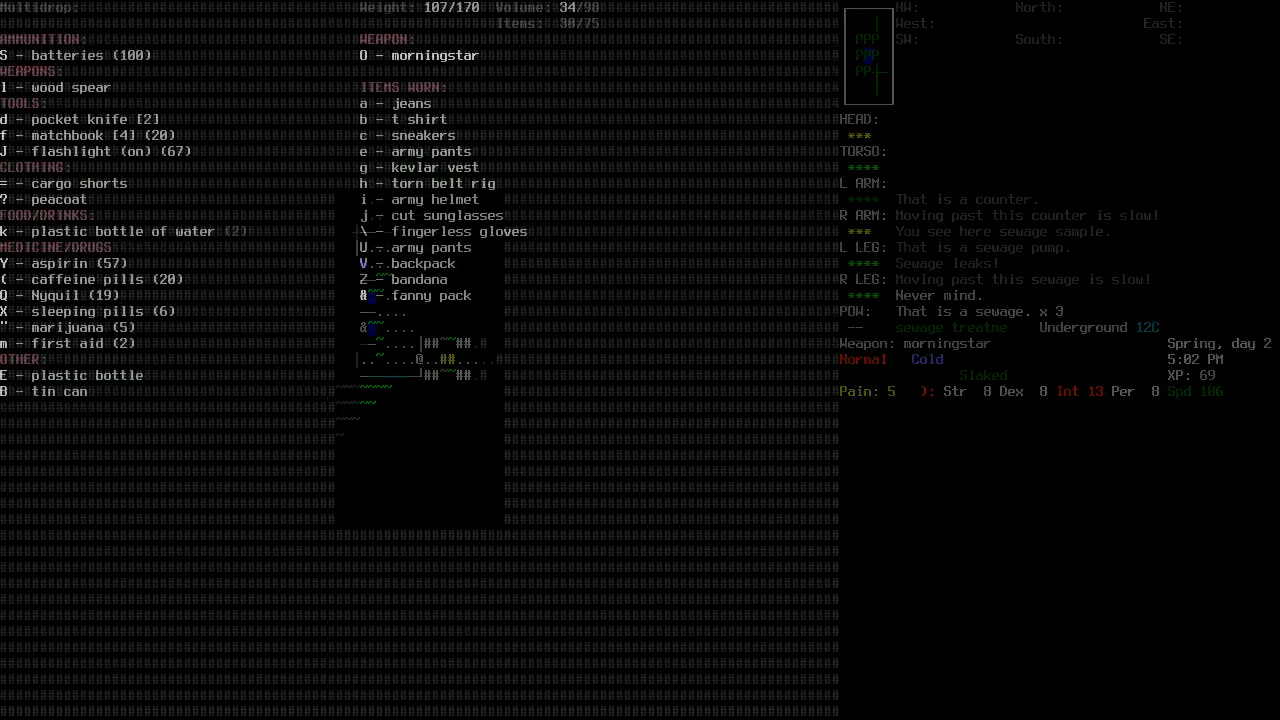 Multidrop:
Weight: 107/170 Volume: 34/98
Items: 30/75
AMMUNITION:
S - batteries (100)
WEAPONS:
l - wood spear
TOOLS:
d - pocket knife [2]
f - matchbook [4] (20)
J - flashlight (on) (67)
CLOTHING:
= - cargo shorts
? - peacoat
FOOD/DRINKS:
k - plastic bottle of water (2)
MEDICINE/DRUGS
Y - aspirin (57)
( - caffeine pills (20)
Q - Nyquil (19)
X - sleeping pills (6)
" - marijuana (5)
m - first aid (2)
OTHER:
E - plastic bottle
B - tin can
WEAPON:
O - morningstar
ITEMS WORN:
a - jeans
b - t shirt
c - sneakers
e - army pants
g - kevlar vest
h - torn belt rig
i - army helmet
j - cut sunglasses
\ - fingerless gloves
U - army pants
V - backpack
Z - bandana
& - fanny pack
NW: North: NE:
West: East:
SW: South: SE:
PPP
PPP
PP
HEAD:
***
TORSO:
****
L ARM:
**** That is a counter.
R ARM: Moving past this counter is slow!
*** You see here sewage sample.
L LEG: That is a sewage pump.
**** Sewage leaks!
R LEG: Moving past this sewage is slow!
**** Never mind.
POW: That is a sewage. x 3
-- sewage treatme Underground 12C
Weapon: morningstar Spring, day 2
Normal Cold 5:02 PM
Slaked XP: 69
Pain: 5 ): Str 8 Dex 8 Int 13 Per 8 Spd 106